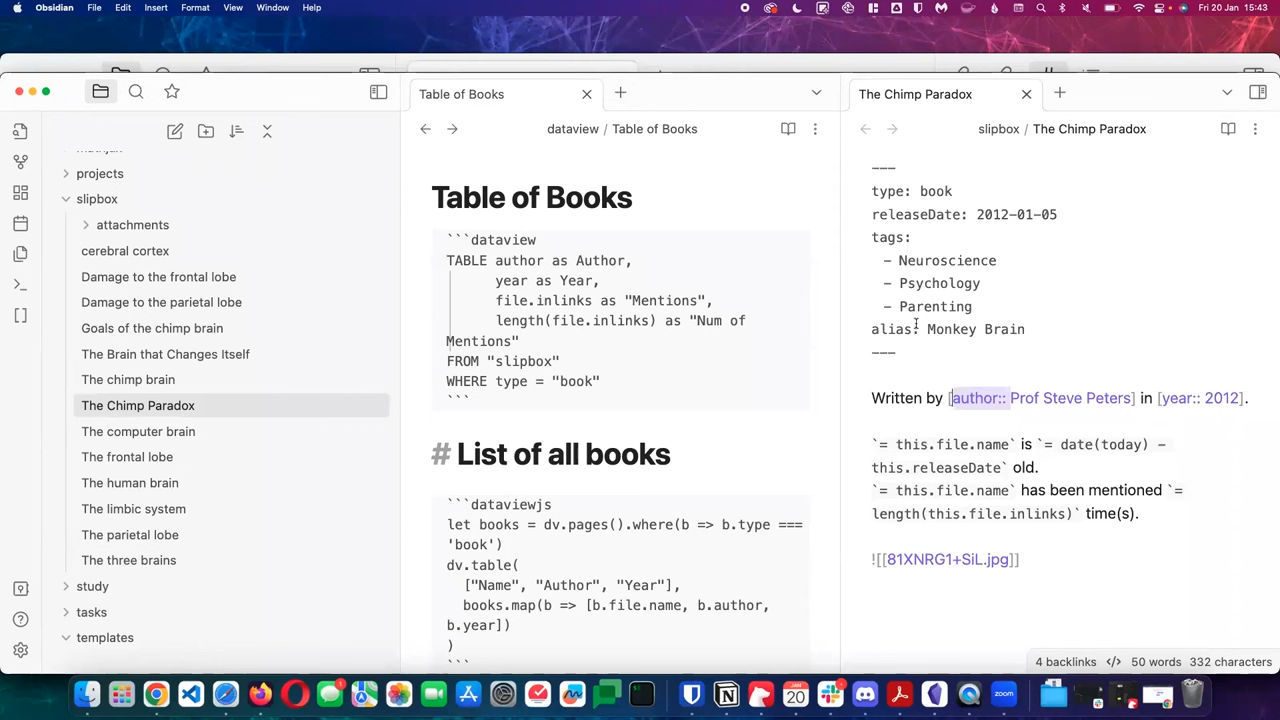 Obsidian File Edit Insert Format View Window Help
Fri 20 Jan 15:43
projects
slipbox
attachments
cerebral cortex
Damage to the frontal lobe
Damage to the parietal lobe
Goals of the chimp brain
The Brain that Changes Itself
The chimp brain
The Chimp Paradox
The computer brain
The frontal lobe
The human brain
The limbic system
The parietal lobe
The three brains
study
tasks
templates
Table of Books
dataview / Table of Books
Table of Books
```dataview
TABLE author as Author,
year as Year,
file.inlinks as "Mentions",
length(file.inlinks) as "Num of
Mentions"
FROM "slipbox"
WHERE type = "book"
```
# List of all books
```dataviewjs
let books = dv.pages().where(b => b.type ===
'book')
dv.table(
["Name", "Author", "Year"],
books.map(b => [b.file.name, b.author,
b.year])
)
```
The Chimp Paradox
slipbox / The Chimp Paradox
---
type: book
releaseDate: 2012-01-05
tags:
- Neuroscience
- Psychology
- Parenting
alias: Monkey Brain
---
Written by [author:: Prof Steve Peters] in [year:: 2012].
`= this.file.name` is `= date(today) -
this.releaseDate` old.
`= this.file.name` has been mentioned `=
length(this.file.inlinks)` time(s).
![[81XNRG1+SiL.jpg]]
4 backlinks 50 words 332 characters
JAN
20
zoom